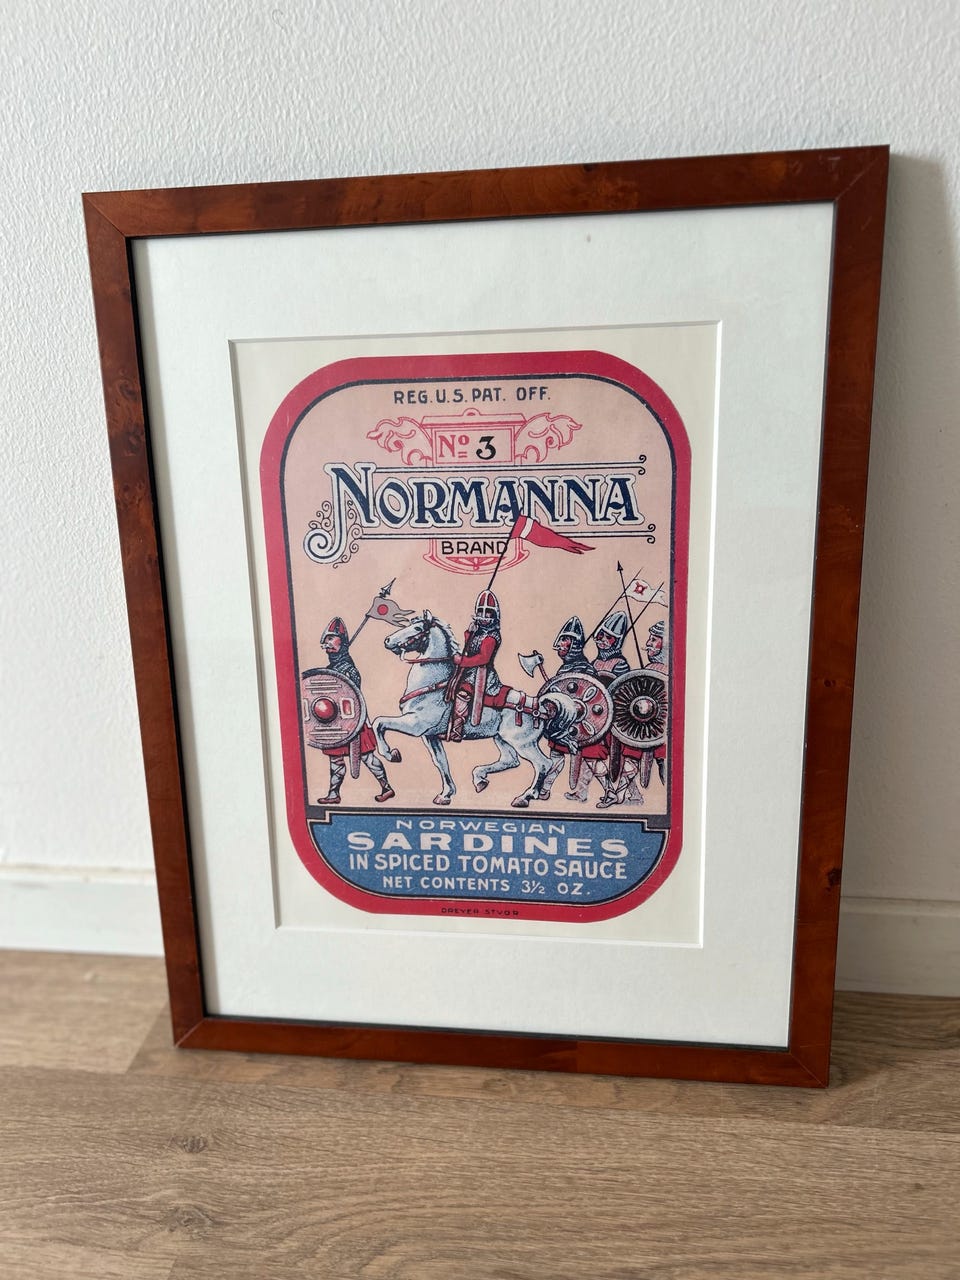 REG. U.S. PAT. OFF.
Nº 3
NORMANNA
BRAND
NORWEGIAN
SARDINES
IN SPICED TOMATO SAUCE
NET CONTENTS 3½ OZ.
DREYER STVGR